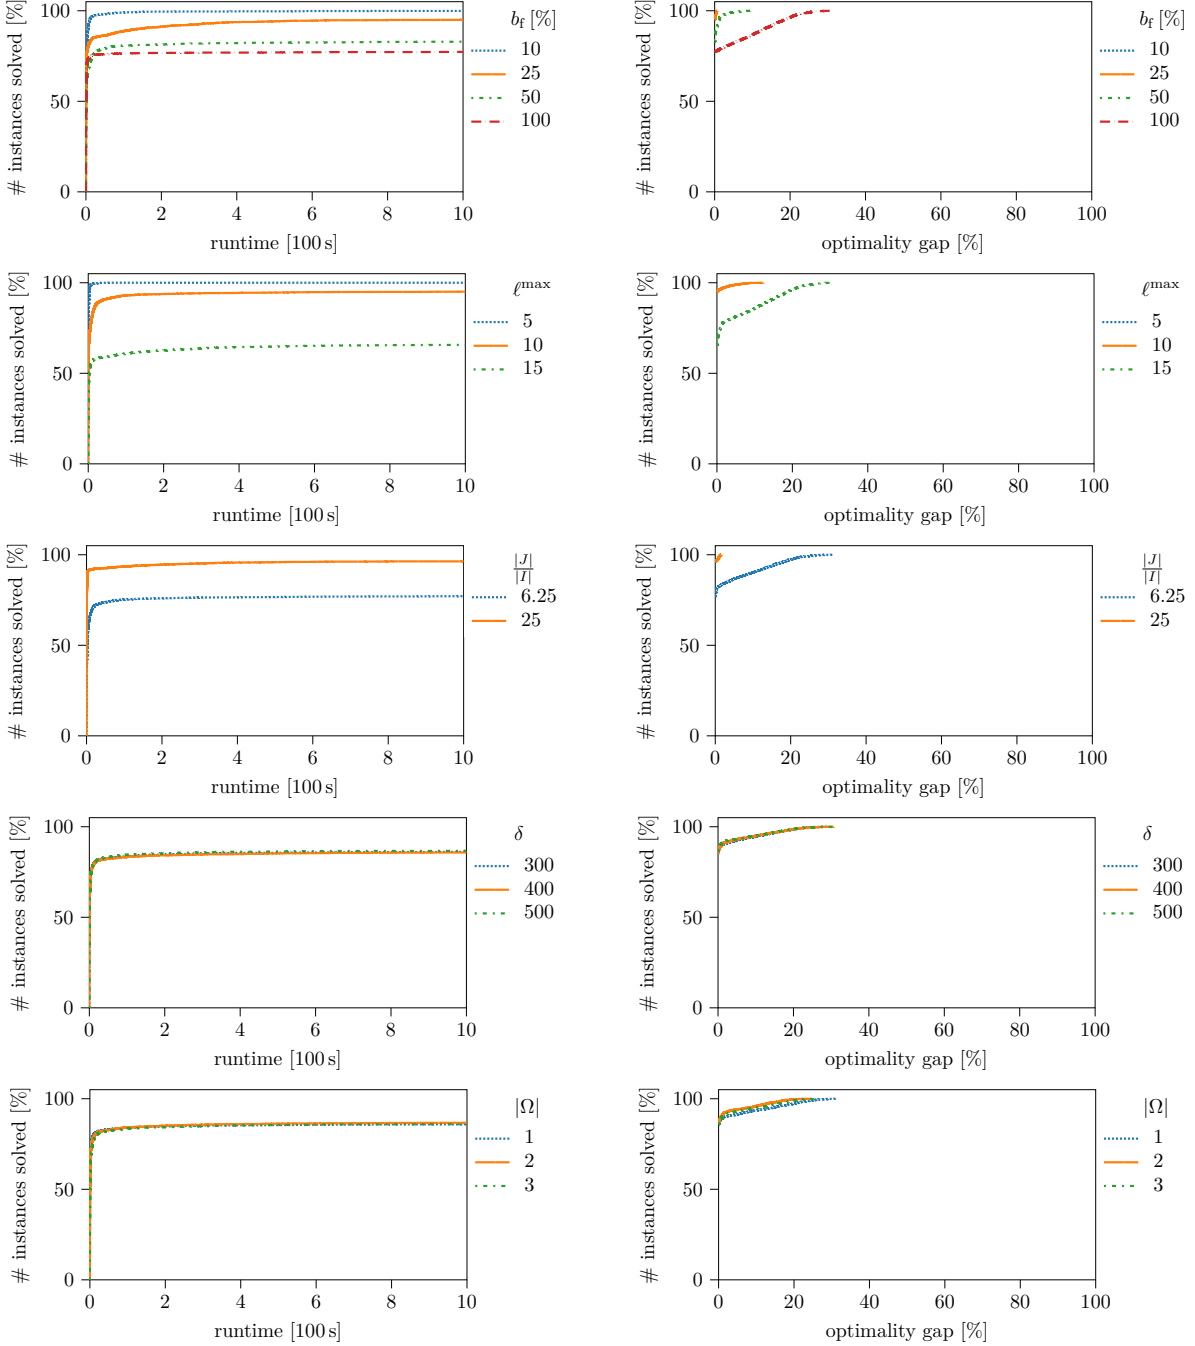 # instances solved [%]
100
50
0
0 2 4 6 8 10
runtime [100 s]
b_f [%]
10
25
50
100
# instances solved [%]
100
50
0
0 20 40 60 80 100
optimality gap [%]
b_f [%]
10
25
50
100
# instances solved [%]
100
50
0
0 2 4 6 8 10
runtime [100 s]
ℓ^max
5
10
15
# instances solved [%]
100
50
0
0 20 40 60 80 100
optimality gap [%]
ℓ^max
5
10
15
# instances solved [%]
100
50
0
0 2 4 6 8 10
runtime [100 s]
|J|
|I|
6.25
25
# instances solved [%]
100
50
0
0 20 40 60 80 100
optimality gap [%]
|J|
|I|
6.25
25
# instances solved [%]
100
50
0
0 2 4 6 8 10
runtime [100 s]
δ
300
400
500
# instances solved [%]
100
50
0
0 20 40 60 80 100
optimality gap [%]
δ
300
400
500
# instances solved [%]
100
50
0
0 2 4 6 8 10
runtime [100 s]
|Ω|
1
2
3
# instances solved [%]
100
50
0
0 20 40 60 80 100
optimality gap [%]
|Ω|
1
2
3